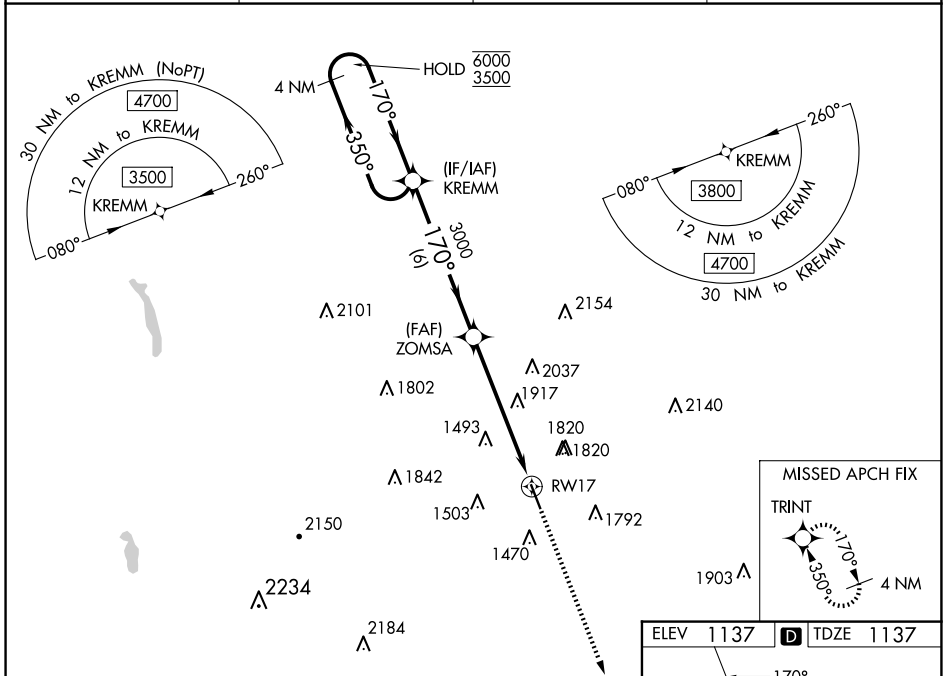 30 NM to KREMM (NoPT)
4700
12 NM to KREMM
3500
KREMM
260°
080°
HOLD 6000
3500
4 NM
170°
350°
(IF/IAF)
KREMM
3000
170°
(6)
260°
KREMM
080°
3800
12 NM to KREMM
4700
30 NM to KREMM
2101
2154
(FAF)
ZOMSA
2037
1802
1917
2140
1493
1820
1820
1842
RW17
1503
1792
2150
1470
1903
2234
2184
MISSED APCH FIX
TRINT
170°
350°
4 NM
ELEV 1137 D TDZE 1137
170°